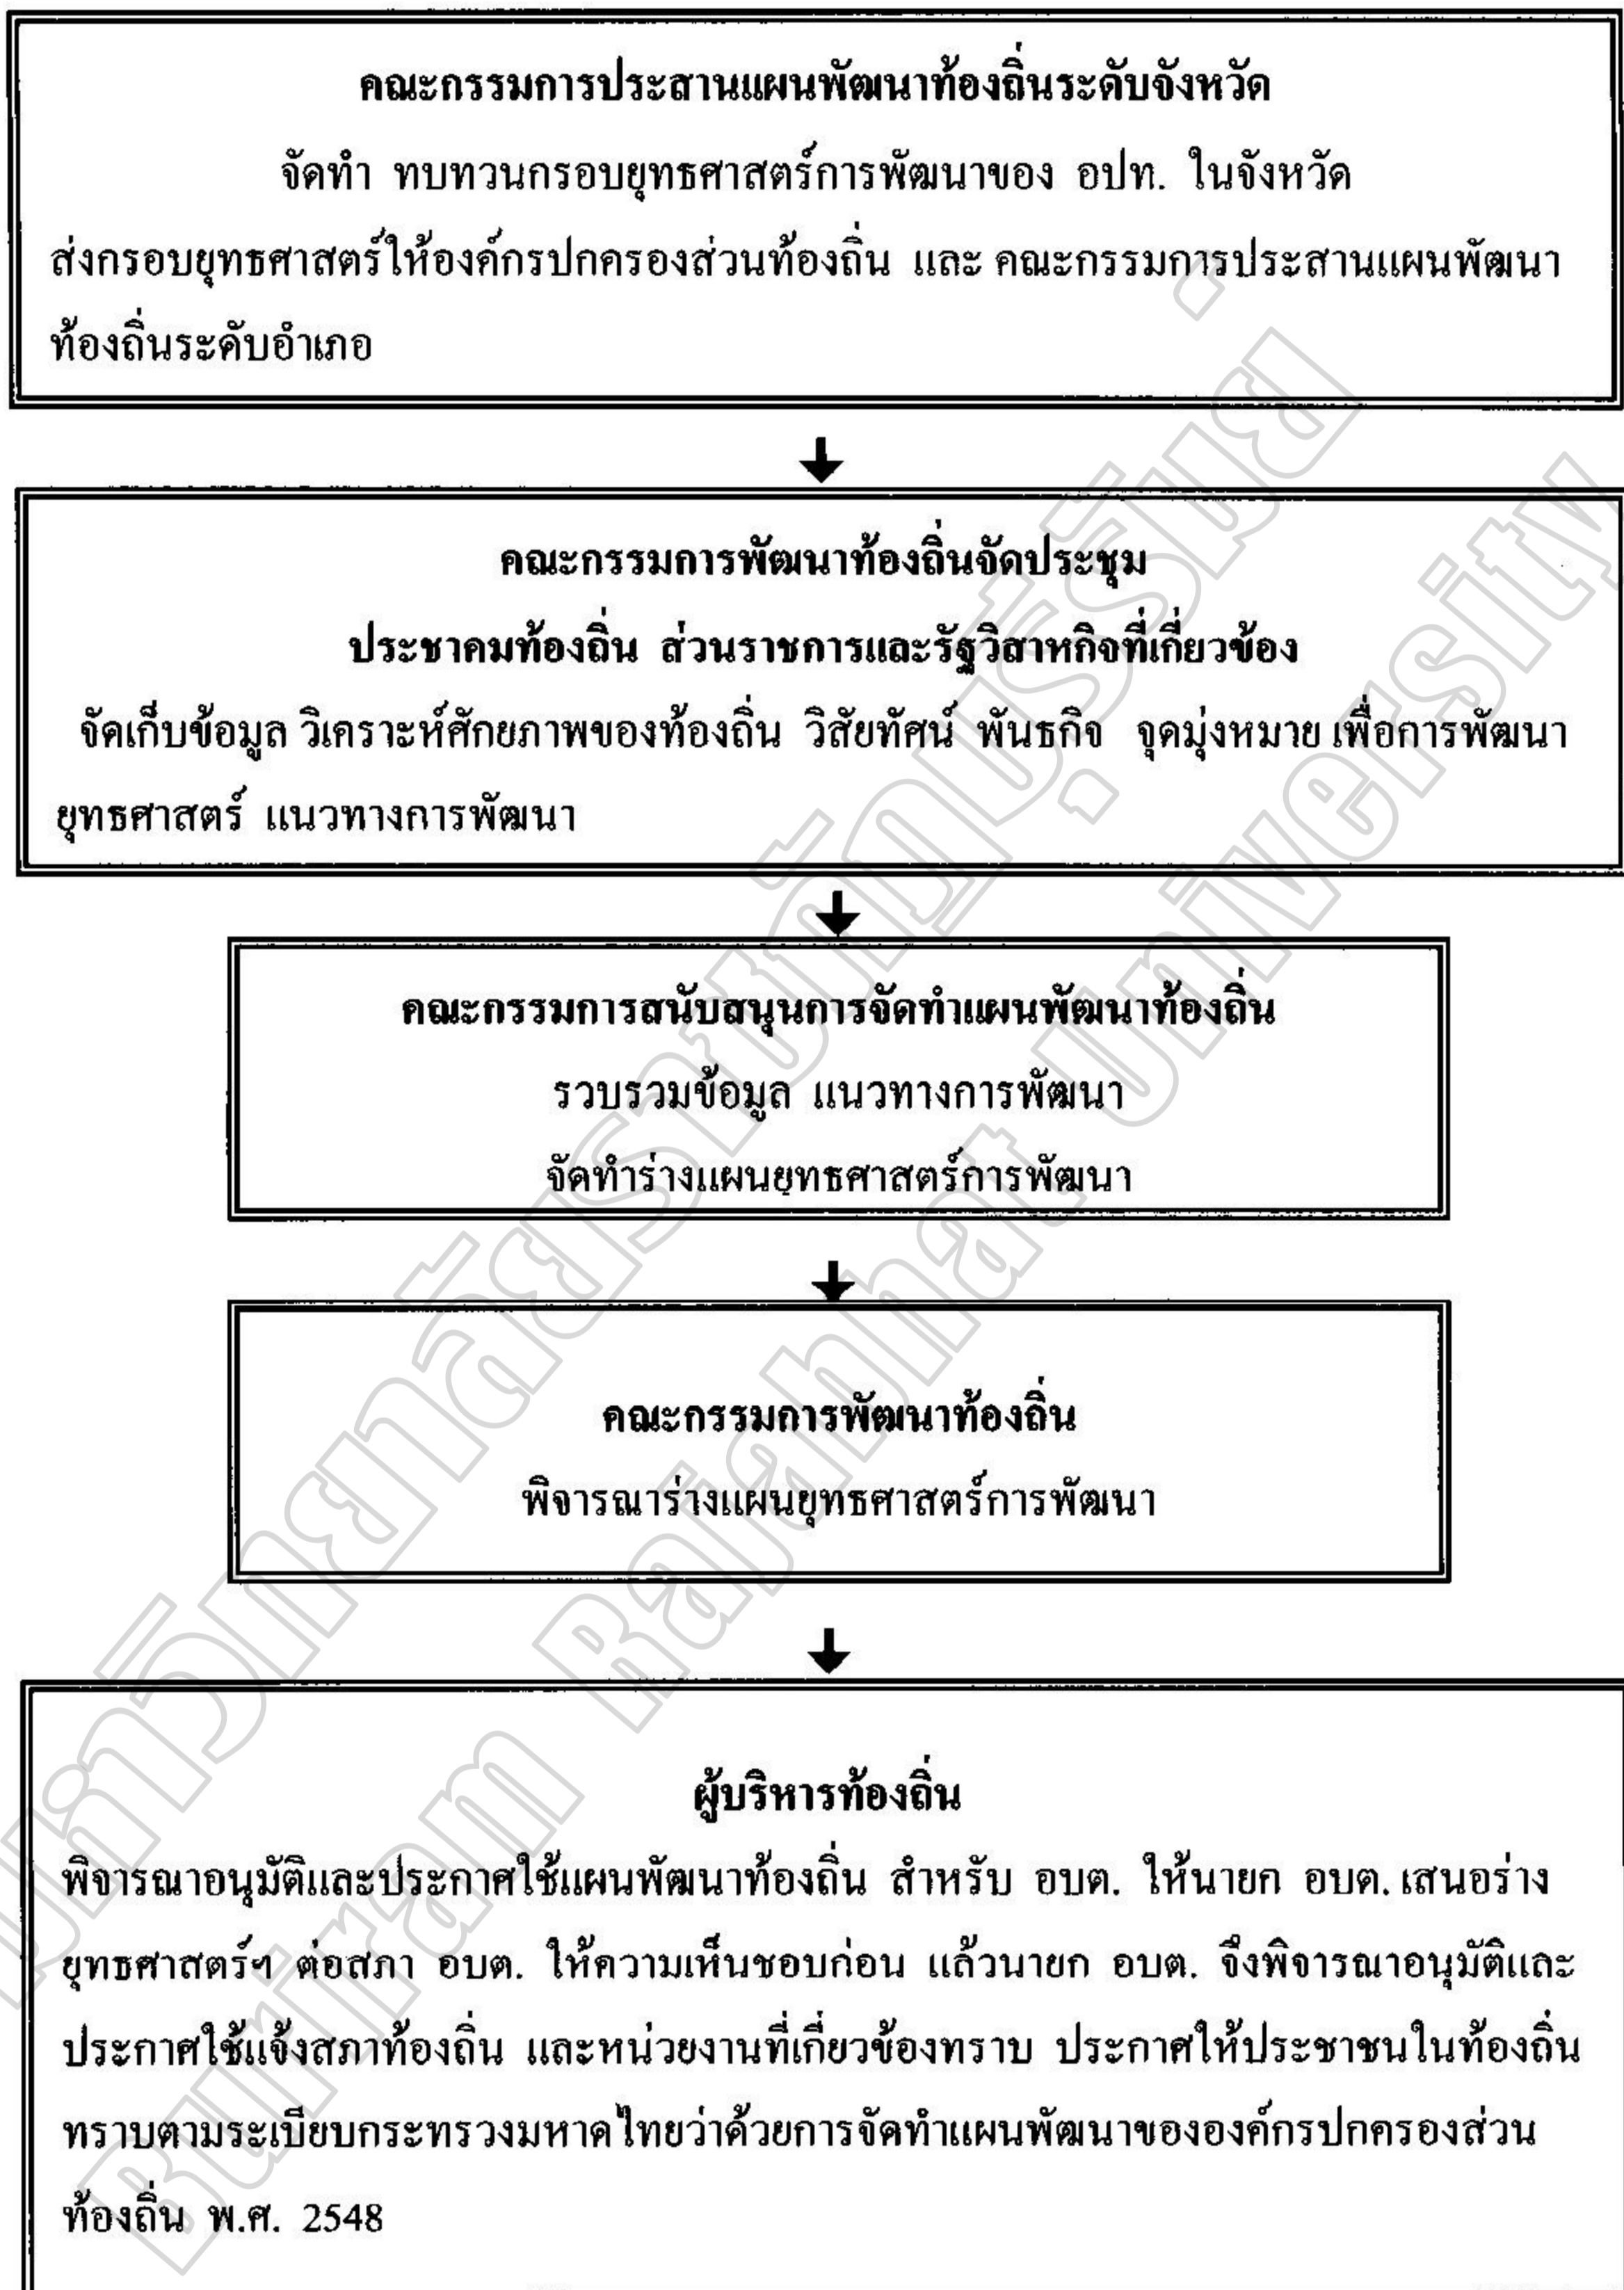 คณะกรรมการประสานแผนพัฒนาท้องถิ่นระดับจังหวัด
จัดทำ ทบทวนกรอบยุทธศาสตร์การพัฒนาของ อปท. ในจังหวัด
ส่งกรอบยุทธศาสตร์ให้องค์กรปกครองส่วนท้องถิ่น และ คณะกรรมการประสานแผนพัฒนา
ท้องถิ่นระดับอำเภอ
คณะกรรมการพัฒนาท้องถิ่นจัดประชุม
ประชาคมท้องถิ่น ส่วนราชการและรัฐวิสาหกิจที่เกี่ยวข้อง
จัดเก็บข้อมูล วิเคราะห์ศักยภาพของท้องถิ่น วิสัยทัศน์ พันธกิจ จุดมุ่งหมาย เพื่อการพัฒนา
ยุทธศาสตร์ แนวทางการพัฒนา
คณะกรรมการสนับสนุนการจัดทำแผนพัฒนาท้องถิ่น
รวบรวมข้อมูล แนวทางการพัฒนา
จัดทำร่างแผนยุทธศาสตร์การพัฒนา
คณะกรรมการพัฒนาท้องถิ่น
พิจารณาร่างแผนยุทธศาสตร์การพัฒนา
ผู้บริหารท้องถิ่น
พิจารณาอนุมัติและประกาศใช้แผนพัฒนาท้องถิ่น สำหรับ อบต. ให้นายก อบต. เสนอร่าง
ยุทธศาสตร์ฯ ต่อสภา อบต. ให้ความเห็นชอบก่อน แล้วนายก อบต. จึงพิจารณาอนุมัติและ
ประกาศใช้แจ้งสภาท้องถิ่น และหน่วยงานที่เกี่ยวข้องทราบ ประกาศให้ประชาชนในท้องถิ่น
ทราบตามระเบียบกระทรวงมหาดไทยว่าด้วยการจัดทำแผนพัฒนาขององค์กรปกครองส่วน
ท้องถิ่น พ.ศ. 2548
มหาวิทยาลัยราชภัฏบุรีรัมย์
Buriram Rajabhat University